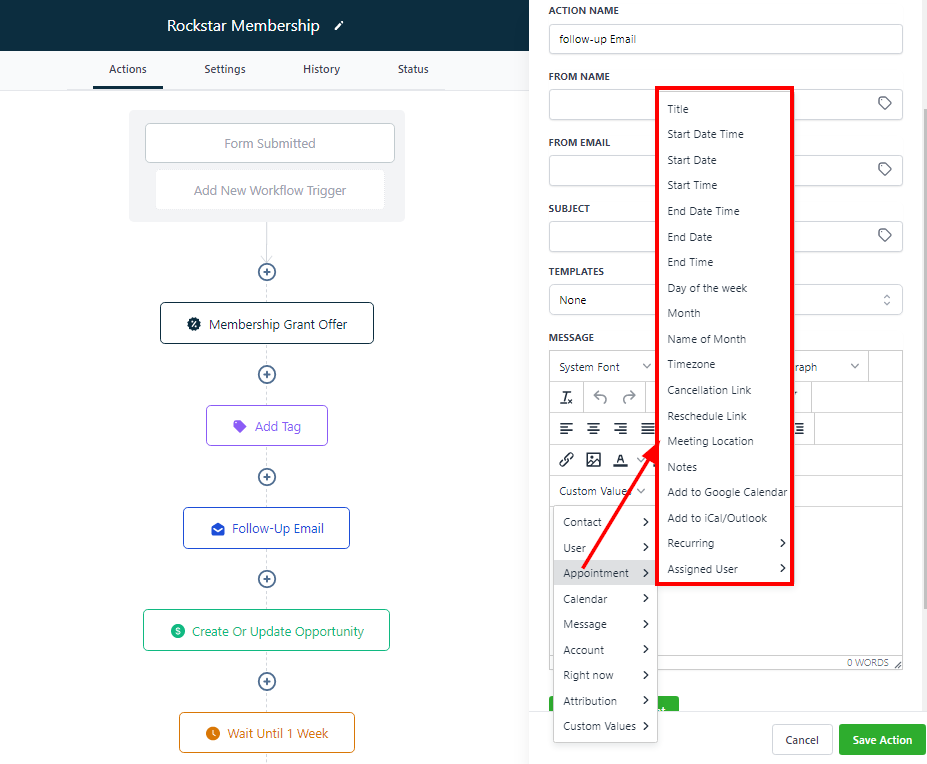 Rockstar Membership
Actions
Settings
History
Status
Form Submitted
Add New Workflow Trigger
Membership Grant Offer
Add Tag
Follow-Up Email
Create Or Update Opportunity
Wait Until 1 Week
ACTION NAME
follow-up Email
FROM NAME
FROM EMAIL
SUBJECT
TEMPLATES
None
MESSAGE
System Font
raph
Custom Values
Contact
User
Appointment
Calendar
Message
Account
Right now
Attribution
Custom Values
Title
Start Date Time
Start Date
Start Time
End Date Time
End Date
End Time
Day of the week
Month
Name of Month
Timezone
Cancellation Link
Reschedule Link
Meeting Location
Notes
Add to Google Calendar
Add to iCal/Outlook
Recurring
Assigned User
0 WORDS
Cancel
Save Action